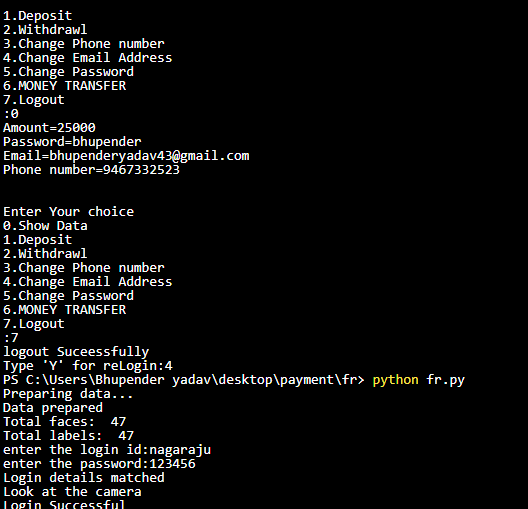 1.Deposit
2.Withdrawl
3.Change Phone number
4.Change Email Address
5.Change Password
6.MONEY TRANSFER
7.Logout
:0
Amount=25000
Password=bhupender
Email=bhupenderyadav43@gmail.com
Phone number=9467332523
Enter Your choice
0.Show Data
1.Deposit
2.Withdrawl
3.Change Phone number
4.Change Email Address
5.Change Password
6.MONEY TRANSFER
7.Logout
:7
logout Suceessfully
Type 'Y' for reLogin:4
PS C:\Users\Bhupender yadav\desktop\payment\fr> python fr.py
Preparing data...
Data prepared
Total faces:  47
Total labels:  47
enter the login id:nagaraju
enter the password:123456
Login details matched
Look at the camera
Login Successful